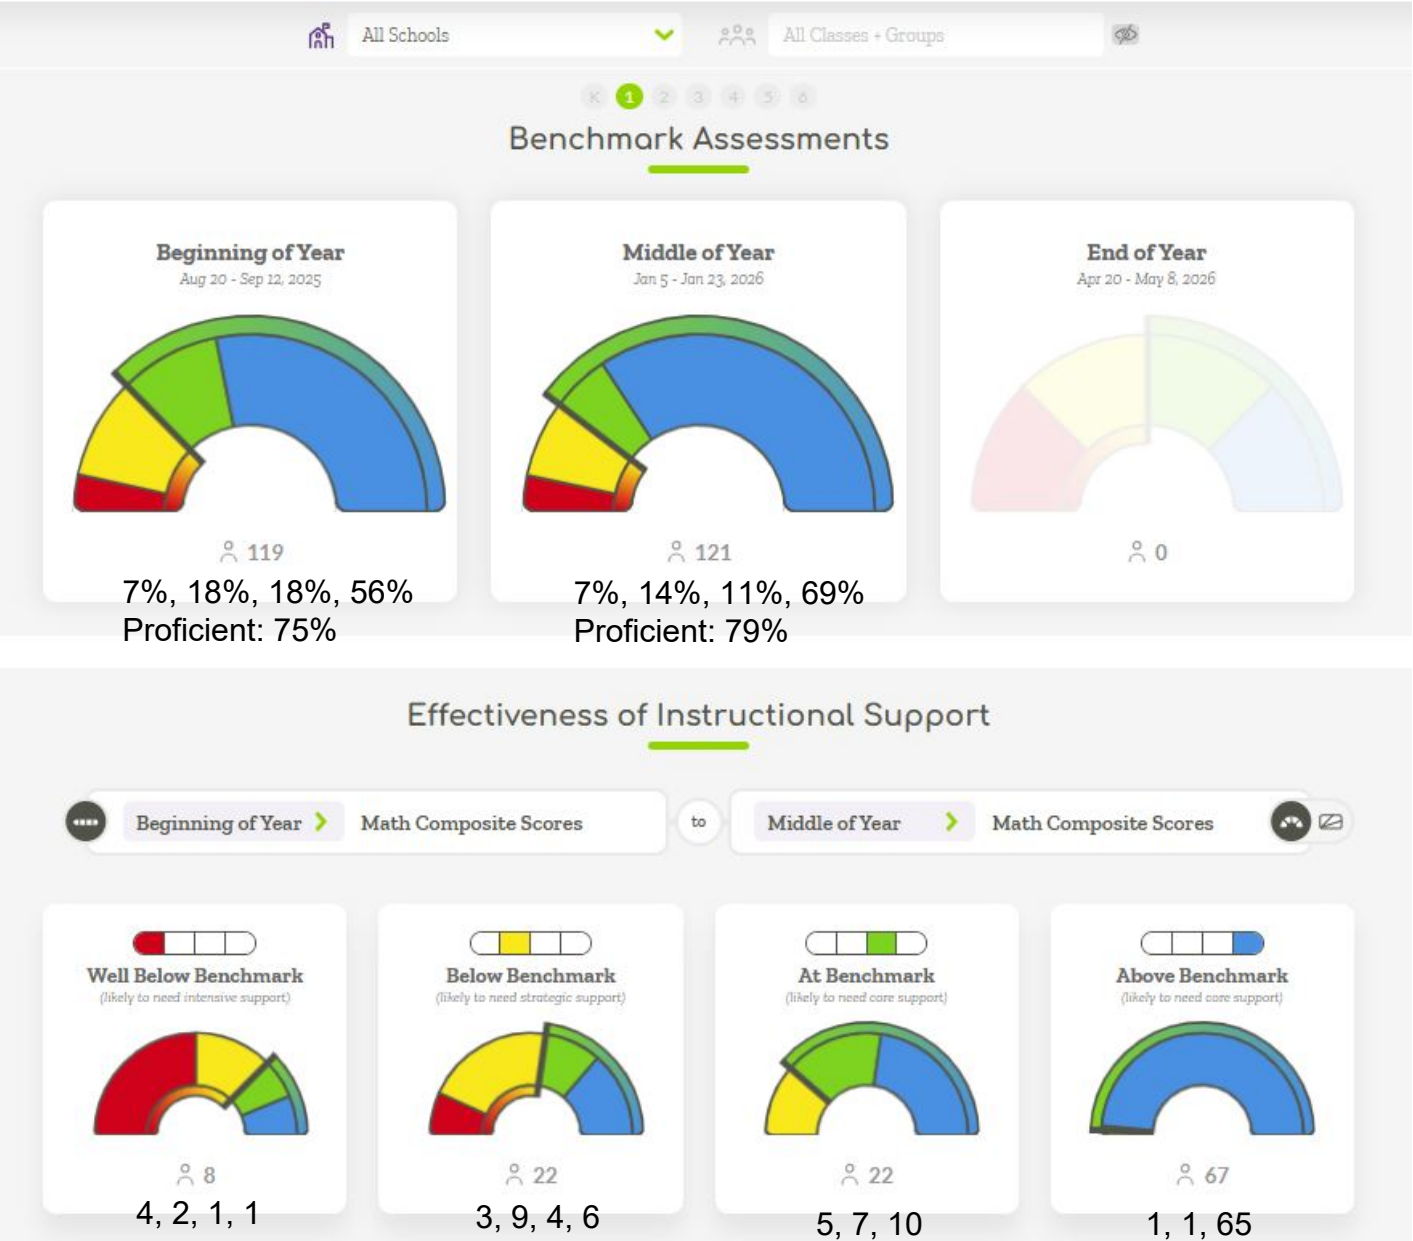 All Schools
All Classes + Groups
K 1 2 3 4 5 6
Benchmark Assessments
Beginning of Year
Aug 20 - Sep 12, 2025
119
7%, 18%, 18%, 56%
Proficient: 75%
Middle of Year
Jan 5 - Jan 23, 2026
121
7%, 14%, 11%, 69%
Proficient: 79%
End of Year
Apr 20 - May 8, 2026
0
Effectiveness of Instructional Support
Beginning of Year Math Composite Scores
to
Middle of Year Math Composite Scores
Well Below Benchmark
(likely to need intensive support)
8
4, 2, 1, 1
Below Benchmark
(likely to need strategic support)
22
3, 9, 4, 6
At Benchmark
(likely to need core support)
22
5, 7, 10
Above Benchmark
(likely to need core support)
67
1, 1, 65